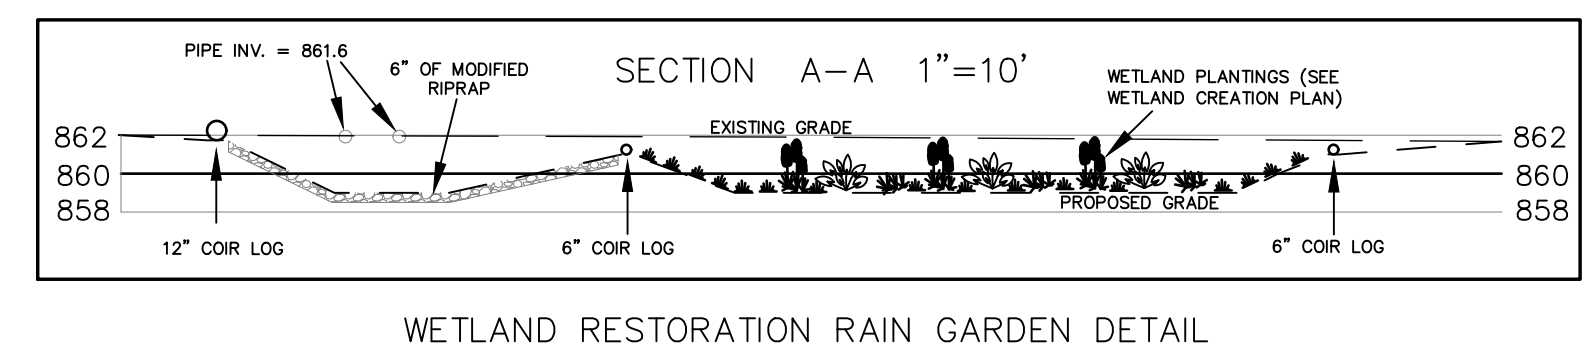 PIPE INV. = 861.6
6" OF MODIFIED
RIPRAP
SECTION A-A 1"=10'
WETLAND PLANTINGS (SEE
WETLAND CREATION PLAN)
862
EXISTING GRADE
862
860
860
858
PROPOSED GRADE
858
12" COIR LOG
6" COIR LOG
6" COIR LOG
WETLAND RESTORATION RAIN GARDEN DETAIL